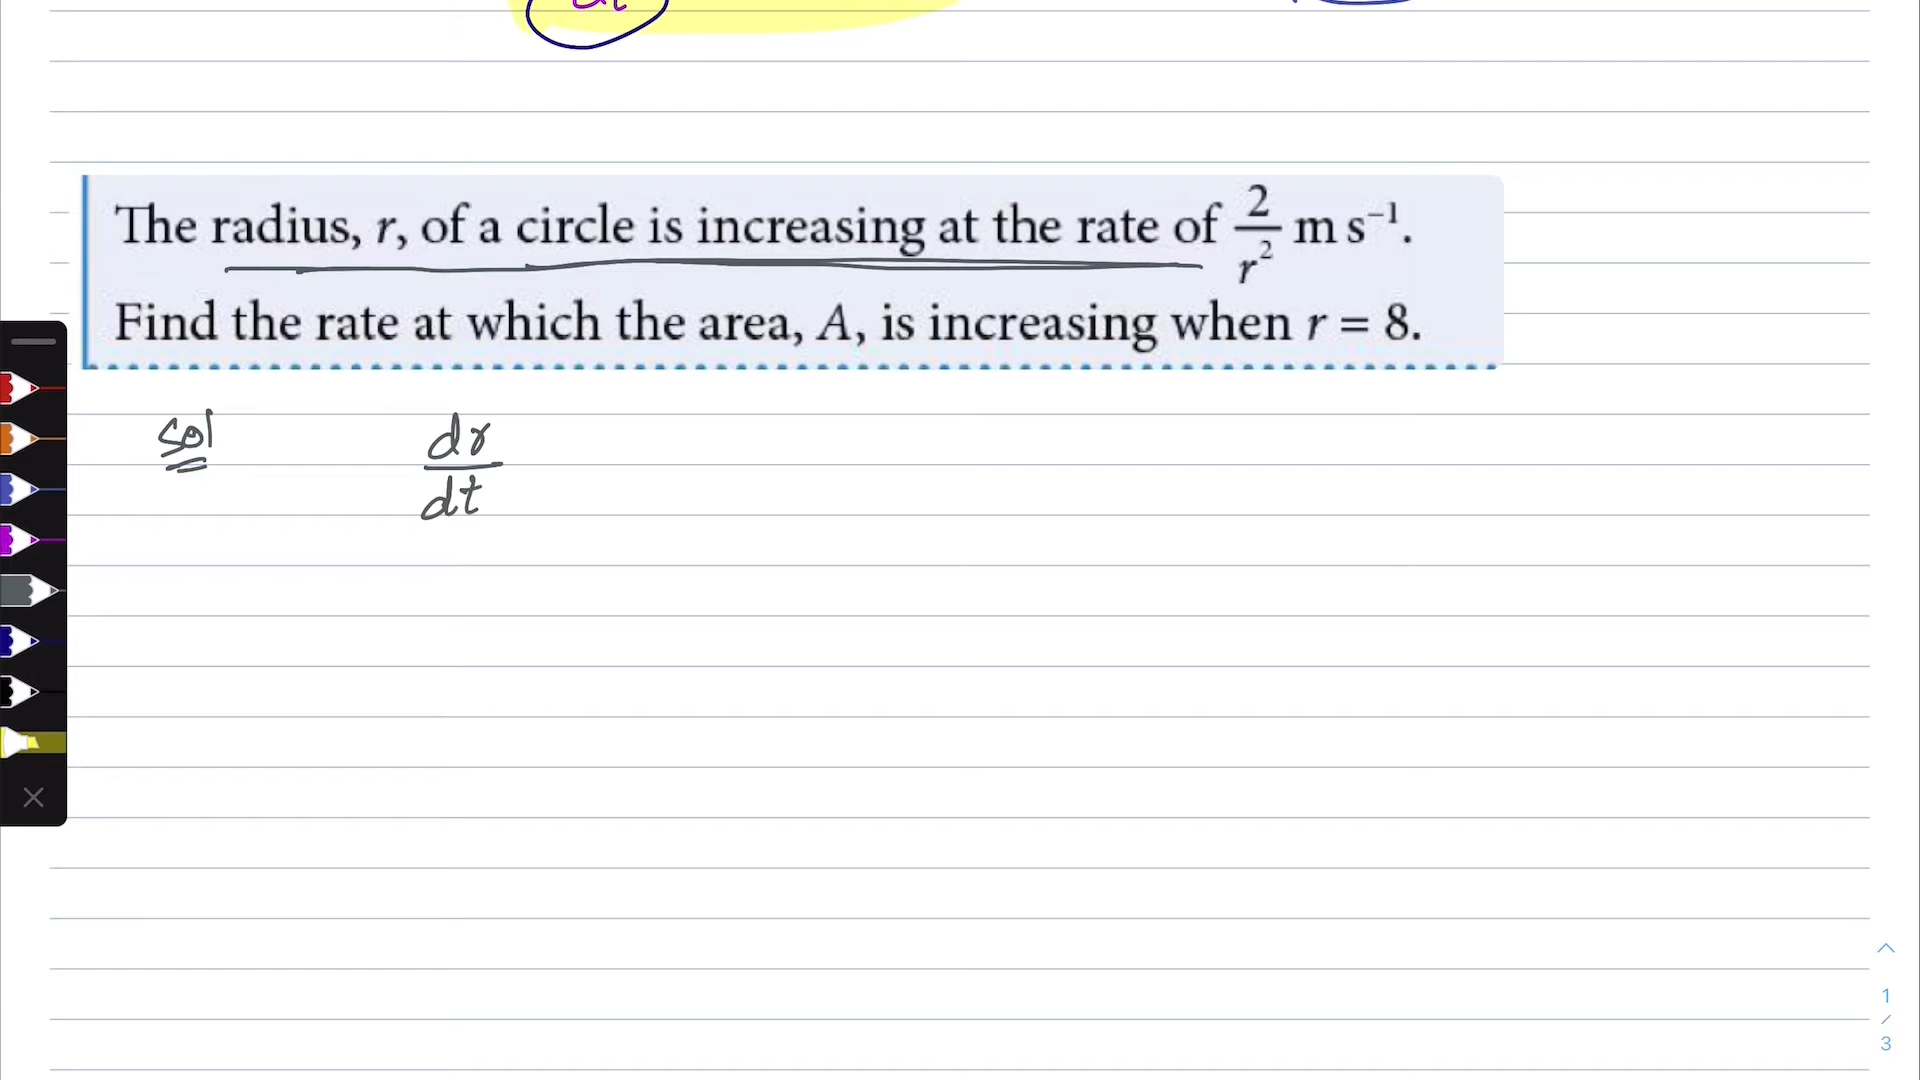 dt
The radius, r, of a circle is increasing at the rate of 2/r² m s⁻¹.
Find the rate at which the area, A, is increasing when r = 8.
sol
dr
dt
1
/
3